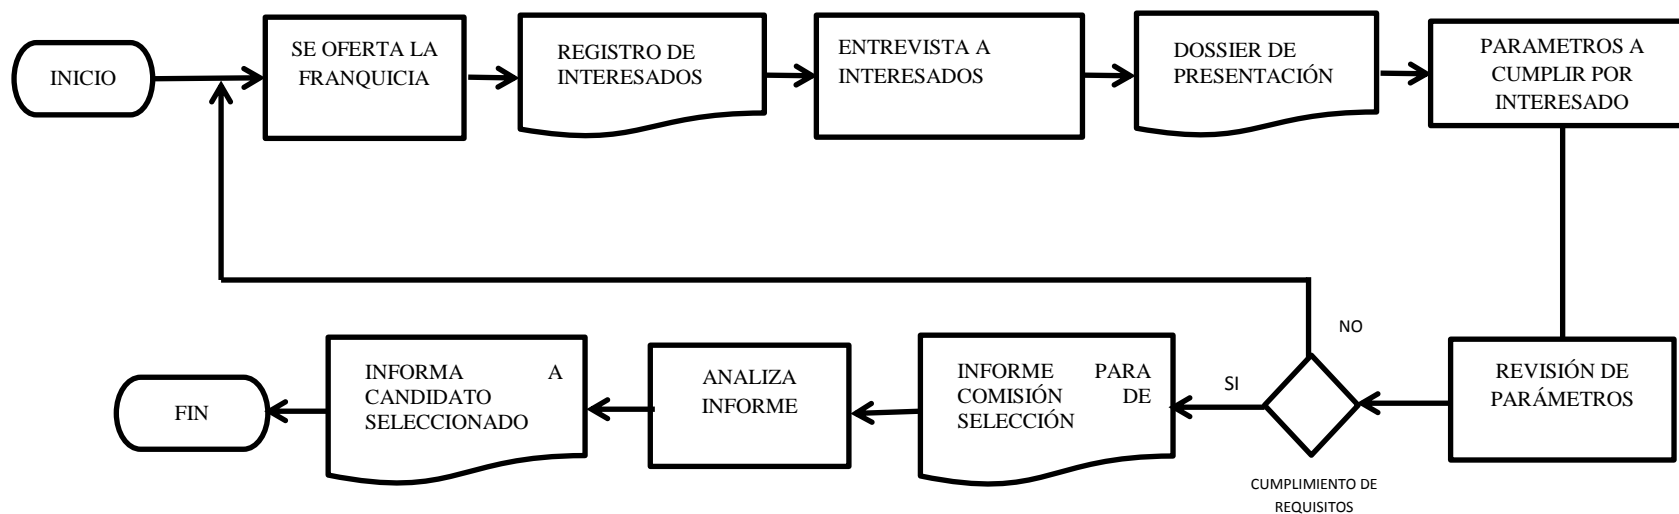 INICIO
SE OFERTA LA
FRANQUICIA
REGISTRO DE
INTERESADOS
ENTREVISTA A
INTERESADOS
DOSSIER DE
PRESENTACIÓN
PARAMETROS A
CUMPLIR POR
INTERESADO
REVISIÓN DE
PARÁMETROS
NO
SI
CUMPLIMIENTO DE
REQUISITOS
INFORME PARA
COMISIÓN DE
SELECCIÓN
ANALIZA
INFORME
INFORMA A
CANDIDATO
SELECCIONADO
FIN